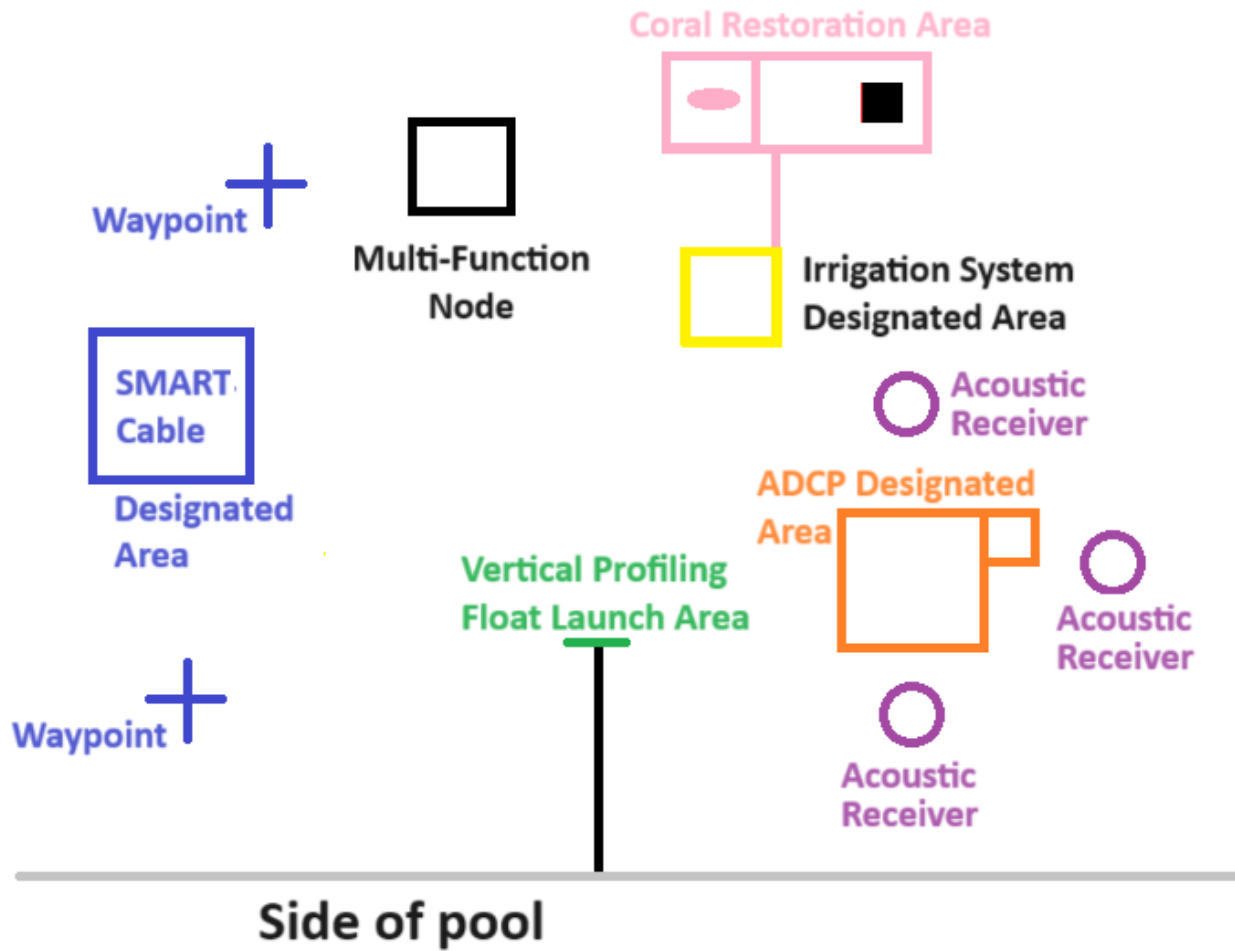 Coral Restoration Area
Waypoint
Multi-Function
Node
Irrigation System
Designated Area
SMART
Cable
Designated
Area
Acoustic
Receiver
ADCP Designated
Area
Vertical Profiling
Float Launch Area
Acoustic
Receiver
Waypoint
Acoustic
Receiver
Side of pool